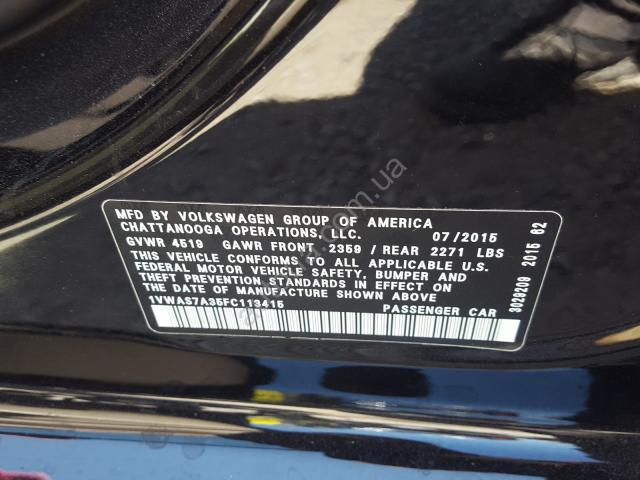 MFD BY VOLKSWAGEN GROUP OF AMERICA
CHATTANOOGA OPERATIONS, LLC. 07/2015
GVWR 4519 GAWR FRONT 2359 / REAR 2271 LBS
THIS VEHICLE CONFORMS TO ALL APPLICABLE U.S.
FEDERAL MOTOR VEHICLE SAFETY, BUMPER AND
THEFT PREVENTION STANDARDS IN EFFECT ON
THE DATE OF MANUFACTURE SHOWN ABOVE
1VWAS7A35FC113415 PASSENGER CAR
3029209 2015 62